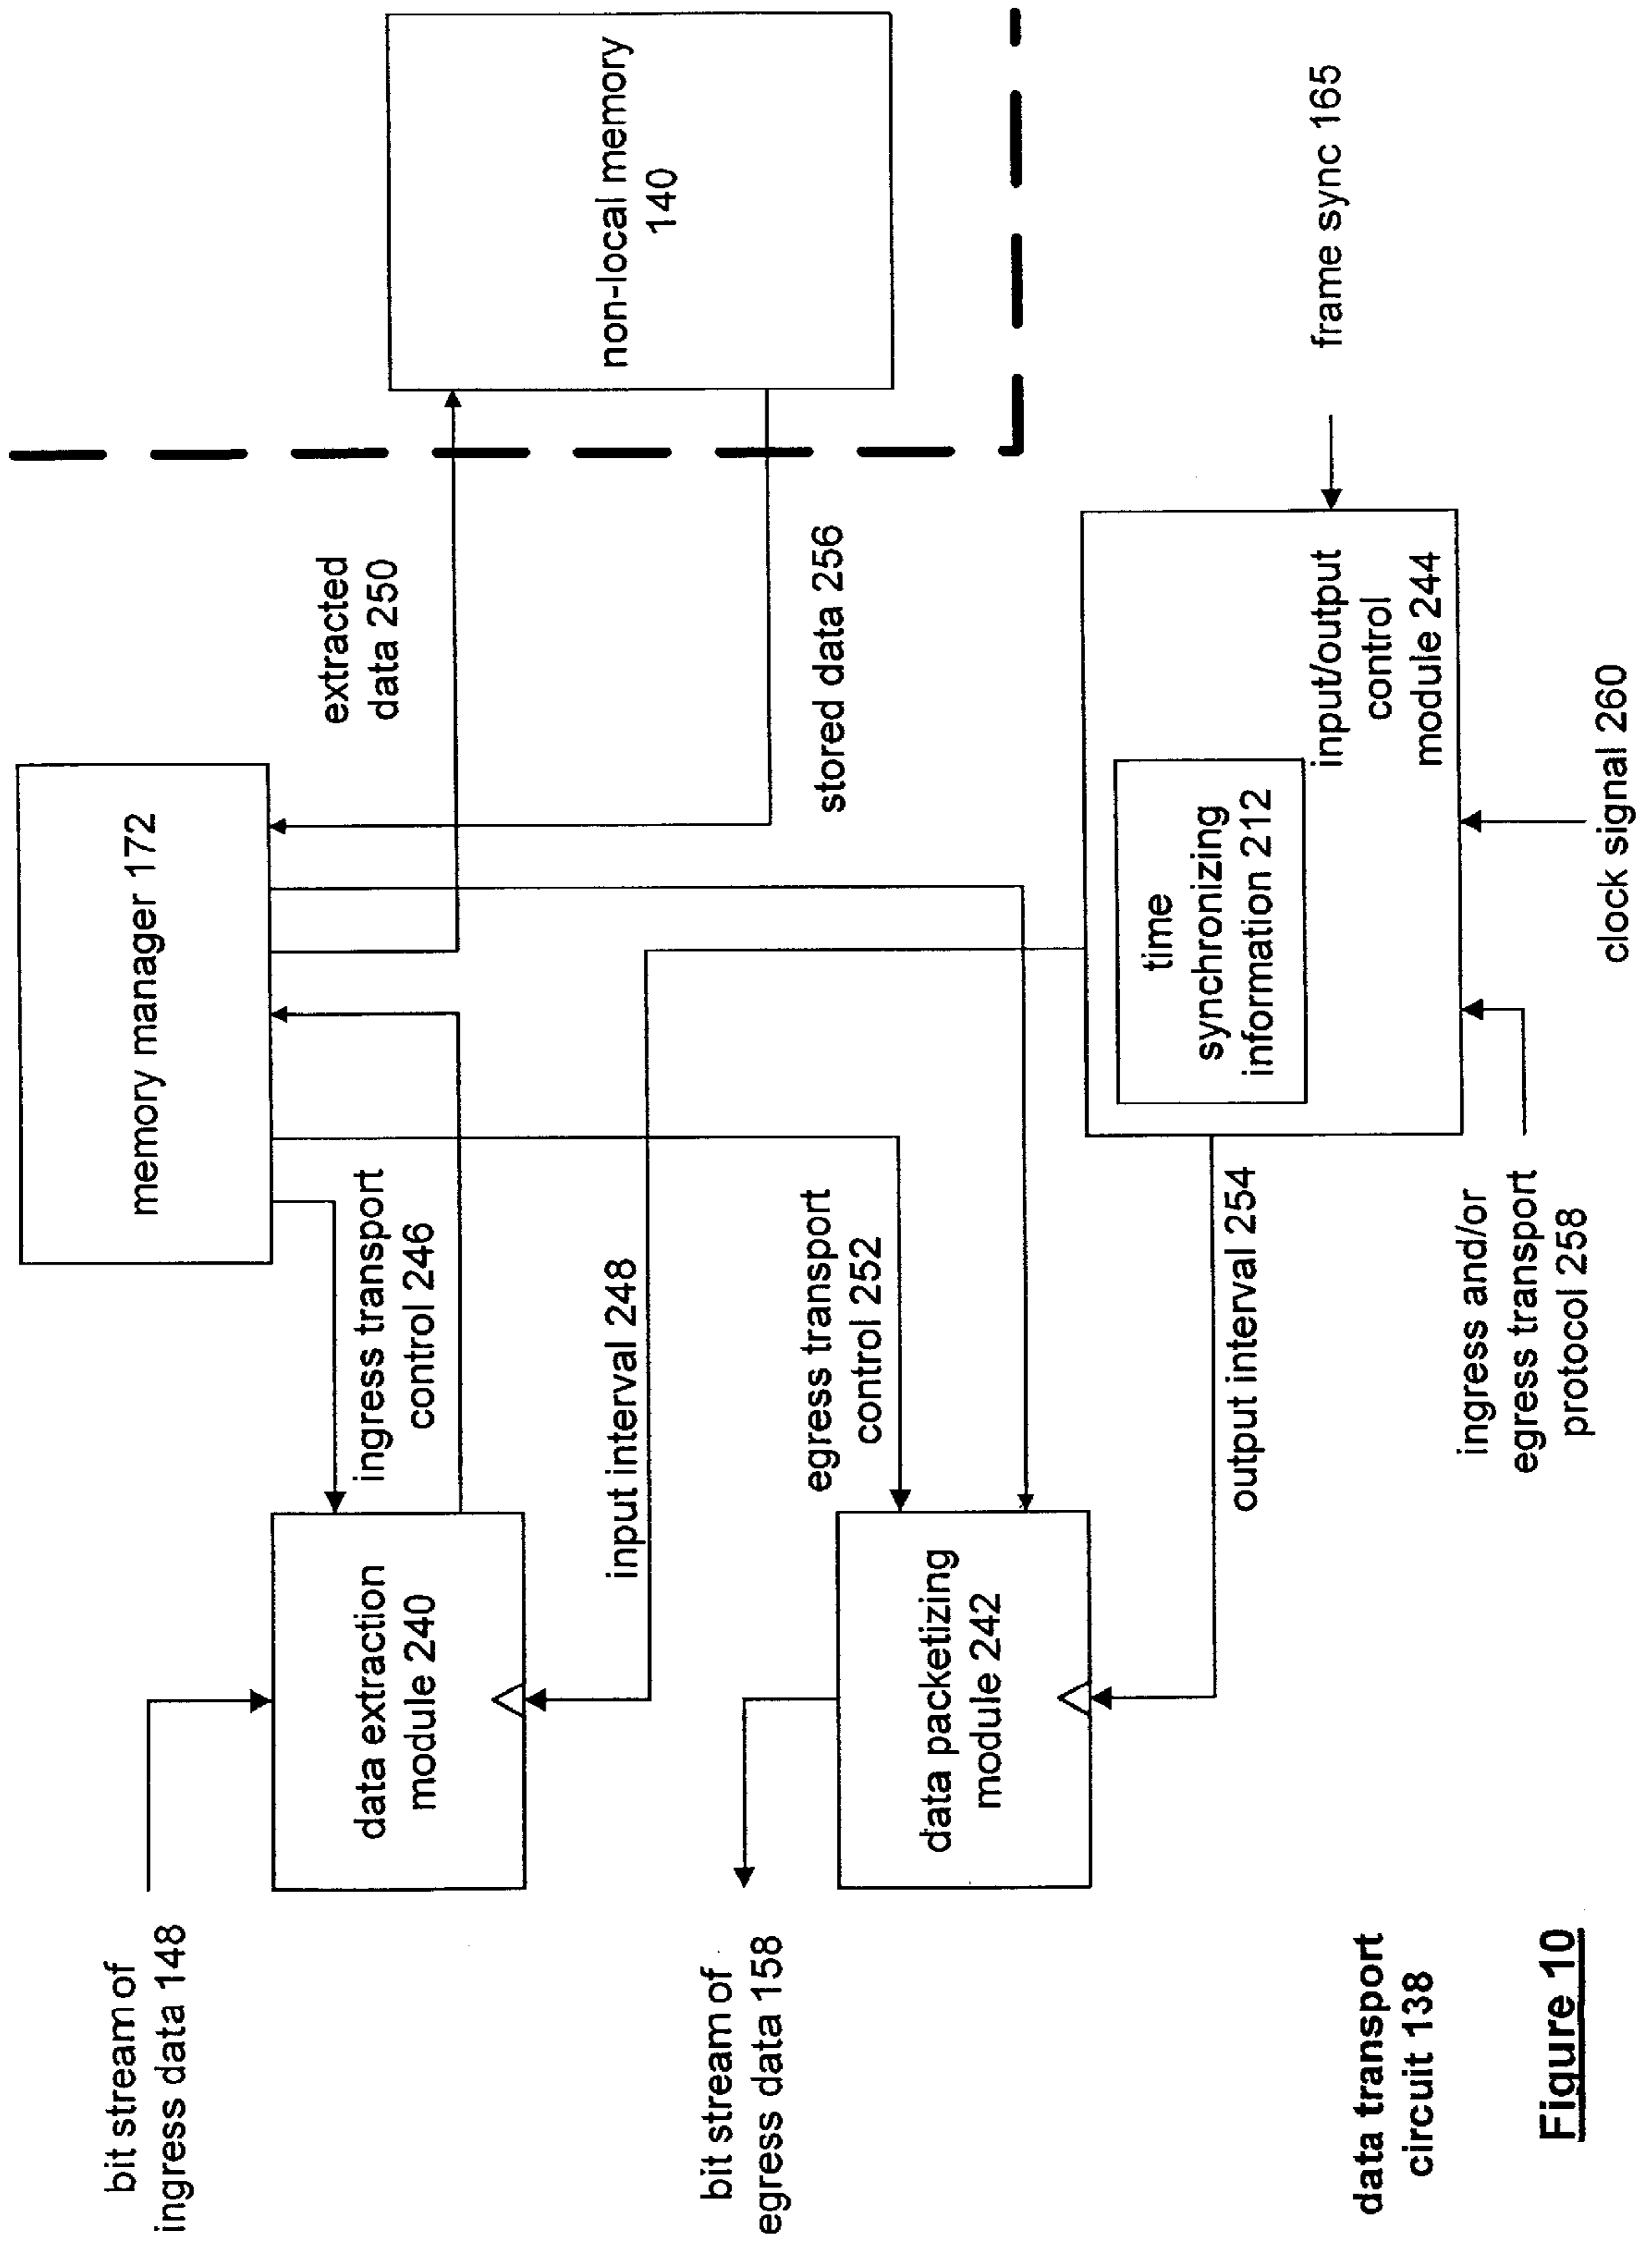 memory manager 172
non-local memory
140
extracted
data 250
stored data 256
bit stream of
ingress data 148
data extraction
module 240
ingress transport
control 246
input interval 248
bit stream of
egress data 158
data packetizing
module 242
egress transport
control 252
output interval 254
time
synchronizing
information 212
input/output
control
module 244
frame sync 165
ingress and/or
egress transport
protocol 258
clock signal 260
data transport
circuit 138
Figure 10